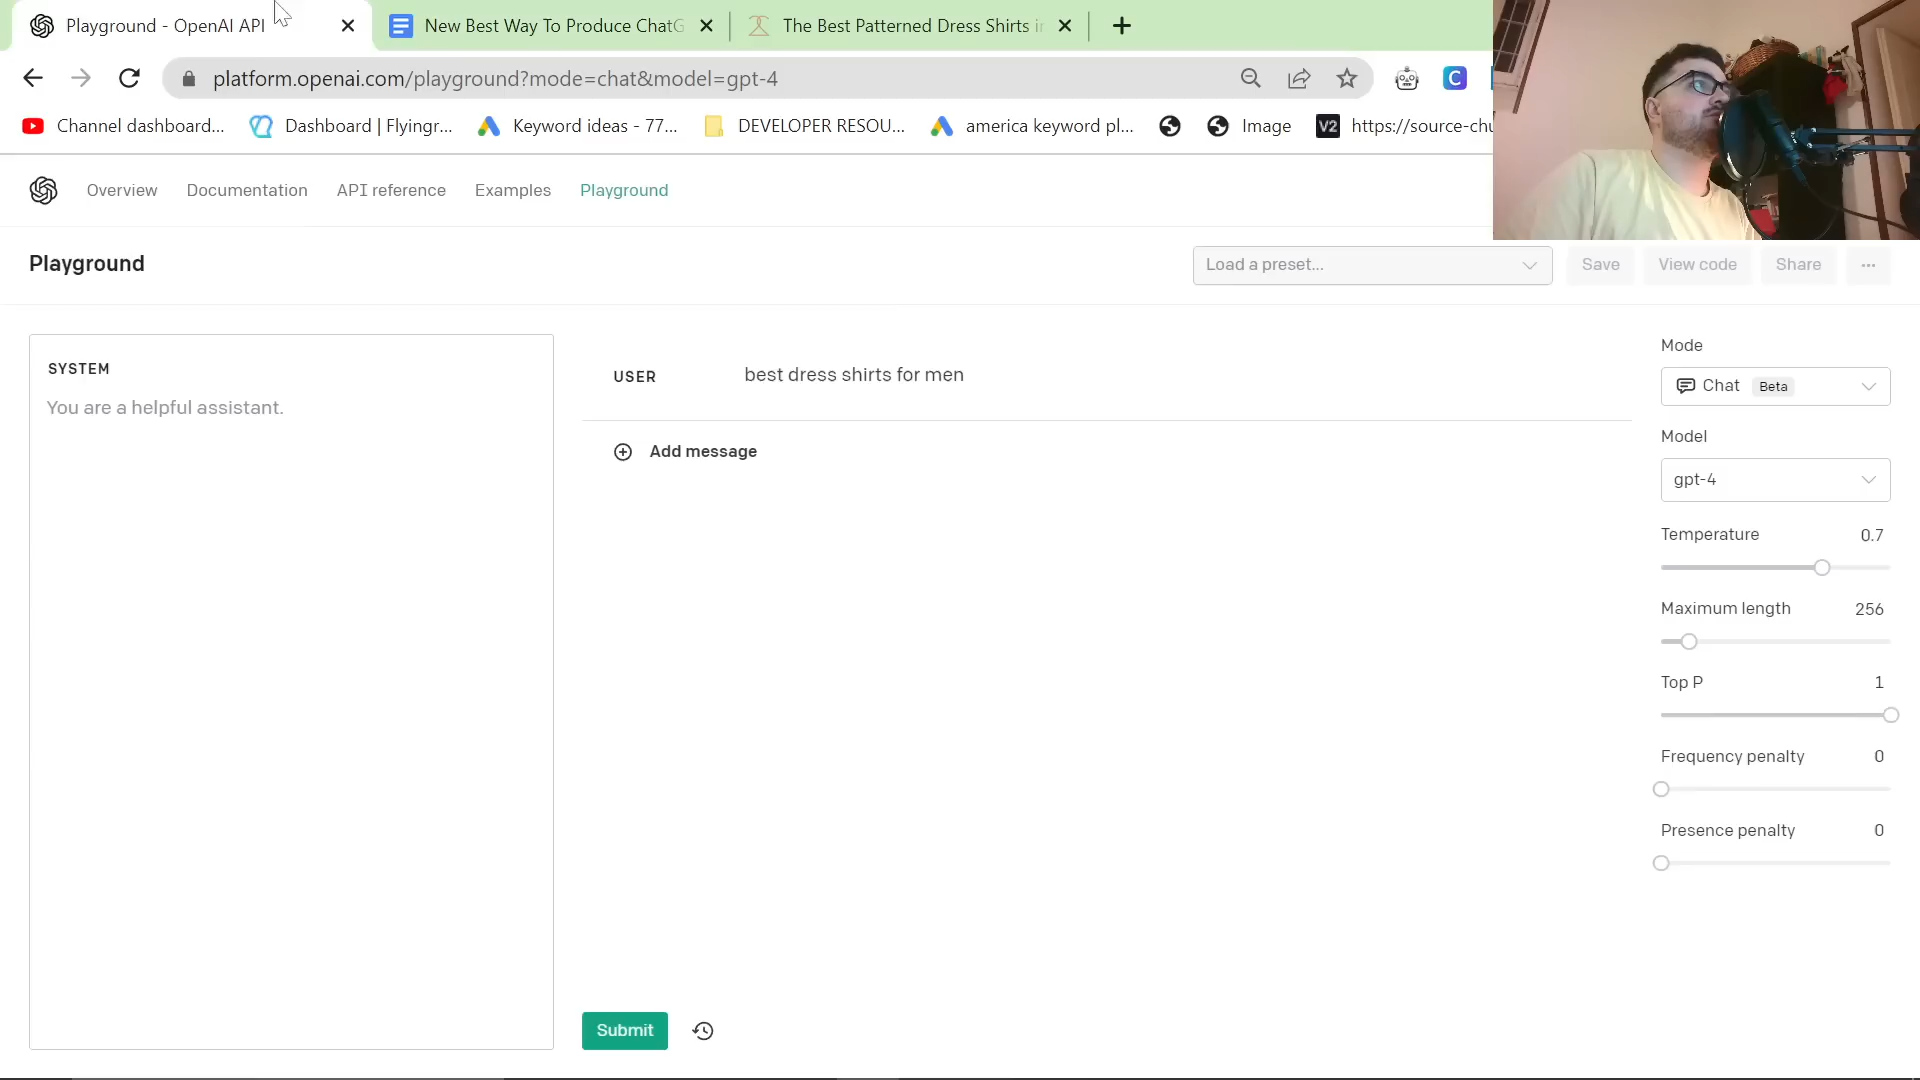 Playground - OpenAI API
New Best Way To Produce ChatG
The Best Patterned Dress Shirts in
platform.openai.com/playground?mode=chat&model=gpt-4
C
Channel dashboard...
Dashboard | Flyingr...
Keyword ideas - 77...
DEVELOPER RESOU...
america keyword pl...
Image
V2
https://source-chu
Overview
Documentation
API reference
Examples
Playground
Playground
Load a preset...
Save
View code
Share
...
SYSTEM
You are a helpful assistant.
USER
best dress shirts for men
Add message
Submit
Mode
Chat Beta
Model
gpt-4
Temperature 0.7
Maximum length 256
Top P 1
Frequency penalty 0
Presence penalty 0